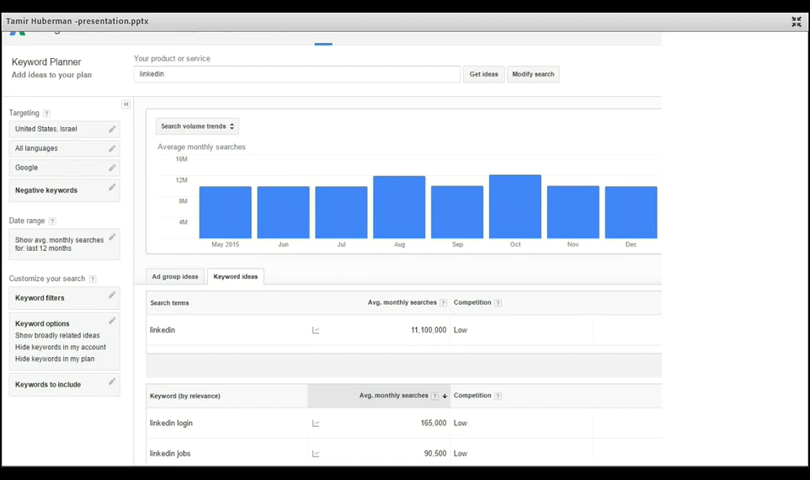 Tamir Huberman -presentation.pptx
Keyword Planner
Add ideas to your plan
Your product or service
linkedin
Get ideas
Modify search
Targeting ?
United States, Israel
All languages
Google
Negative keywords
Date range ?
Show avg. monthly searches
for: last 12 months
Customize your search ?
Keyword filters
Keyword options
Show broadly related ideas
Hide keywords in my account
Hide keywords in my plan
Keywords to include
«
Search volume trends
Average monthly searches
16M
12M
8M
4M
May 2015 Jun Jul Aug Sep Oct Nov Dec
Ad group ideas Keyword ideas
Search terms Avg. monthly searches ? Competition ?
linkedin 11,100,000 Low
Keyword (by relevance) Avg. monthly searches ? Competition ?
linkedin login 165,000 Low
linkedin jobs 90,500 Low